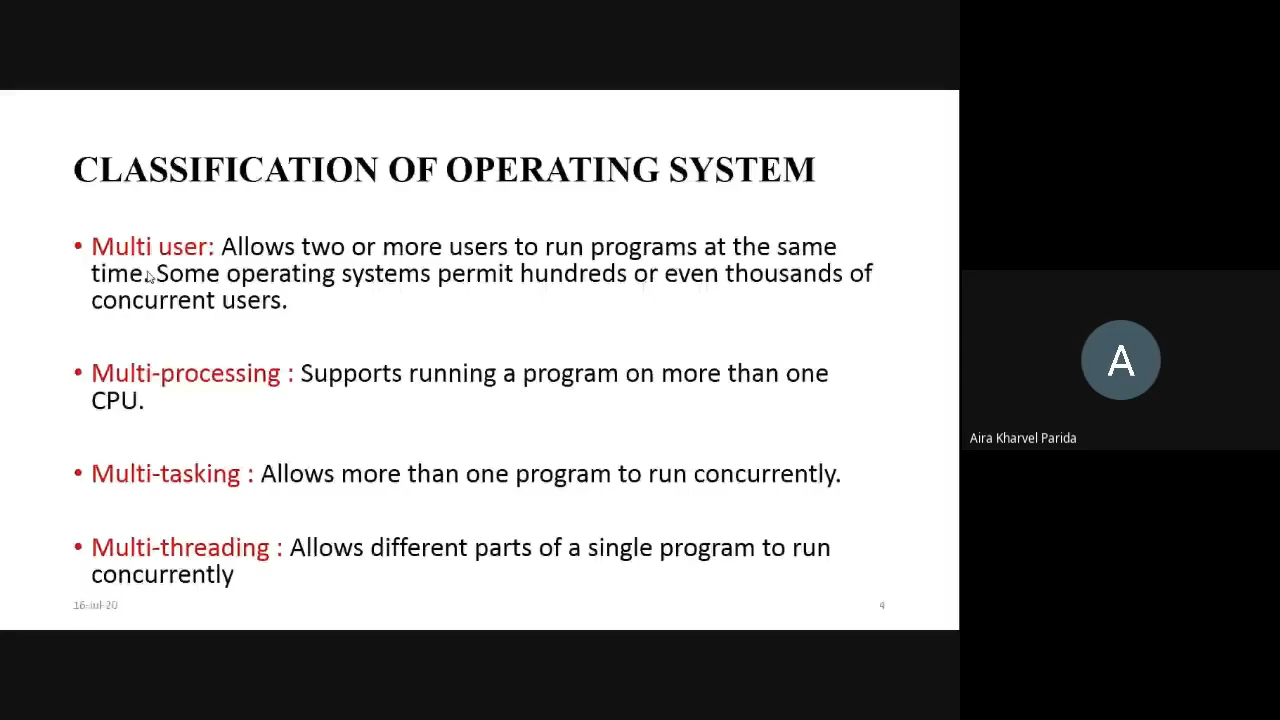 CLASSIFICATION OF OPERATING SYSTEM
• Multi user: Allows two or more users to run programs at the same
time. Some operating systems permit hundreds or even thousands of
concurrent users.
• Multi-processing : Supports running a program on more than one
CPU.
• Multi-tasking : Allows more than one program to run concurrently.
• Multi-threading : Allows different parts of a single program to run
concurrently
16-Jul-20
4
A
Aira Kharvel Parida